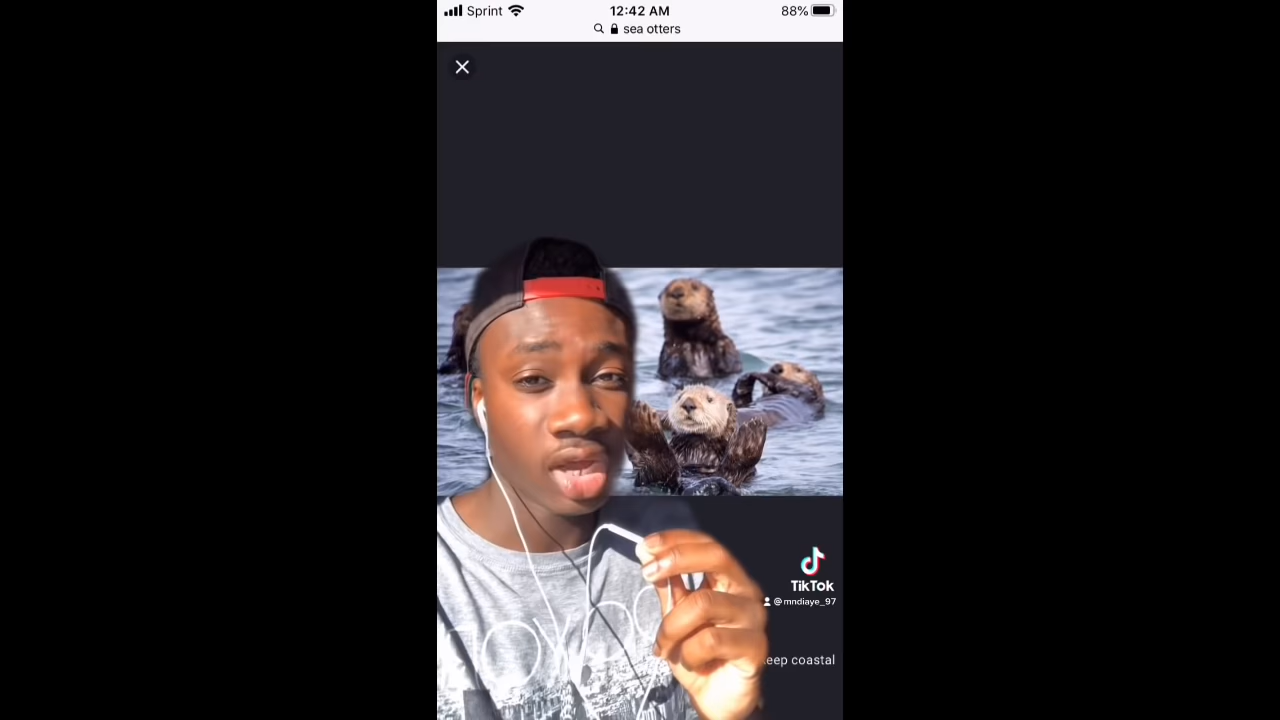 Sprint 12:42 AM 88%
sea otters
TikTok
@mndiaye_97
eep coastal